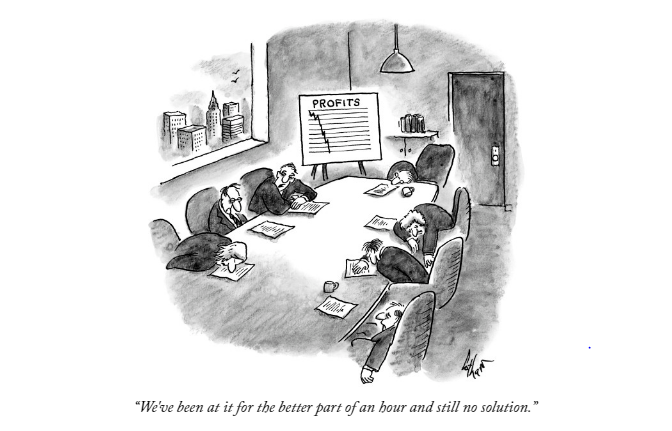 PROFITS
“We've been at it for the better part of an hour and still no solution.”